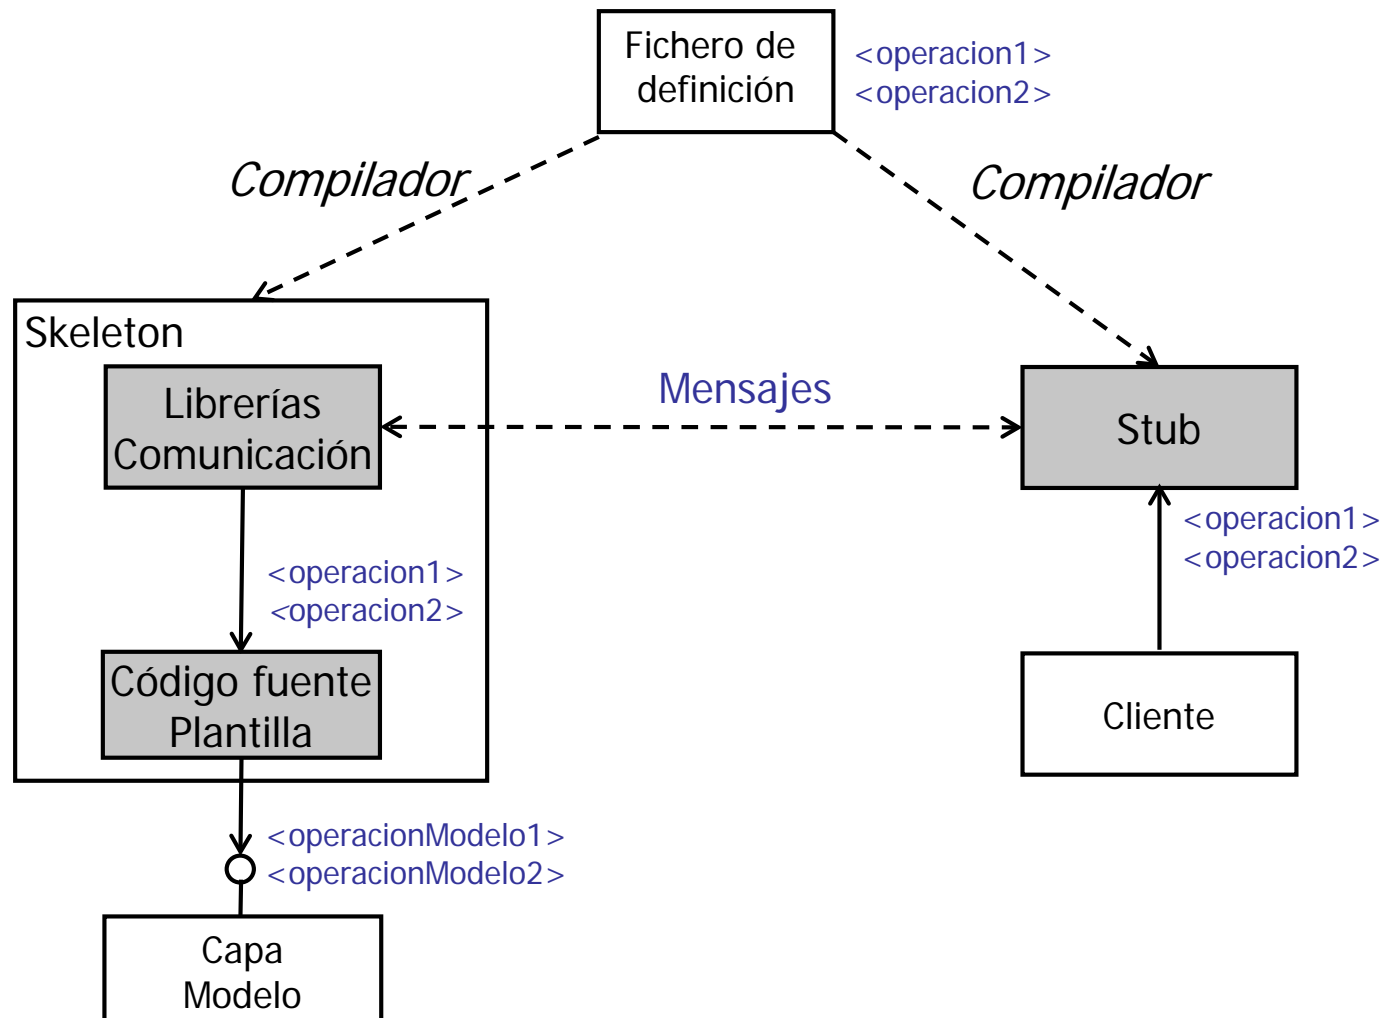 Fichero de
definición
<operacion1>
<operacion2>
Compilador
Compilador
Skeleton
Librerías
Comunicación
Mensajes
Stub
<operacion1>
<operacion2>
<operacion1>
<operacion2>
Código fuente
Plantilla
Cliente
<operacionModelo1>
<operacionModelo2>
Capa
Modelo